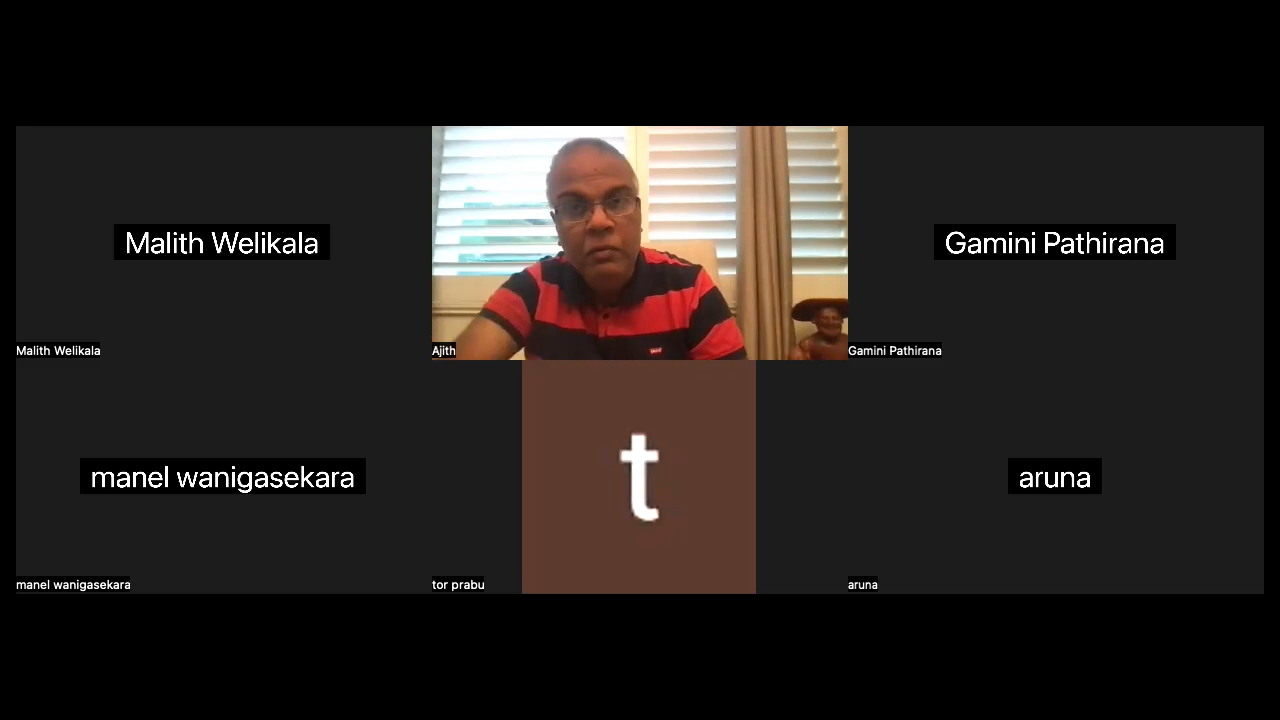 Malith Welikala
Malith Welikala
Ajith
Gamini Pathirana
Gamini Pathirana
manel wanigasekara
manel wanigasekara
t
tor prabu
aruna
aruna